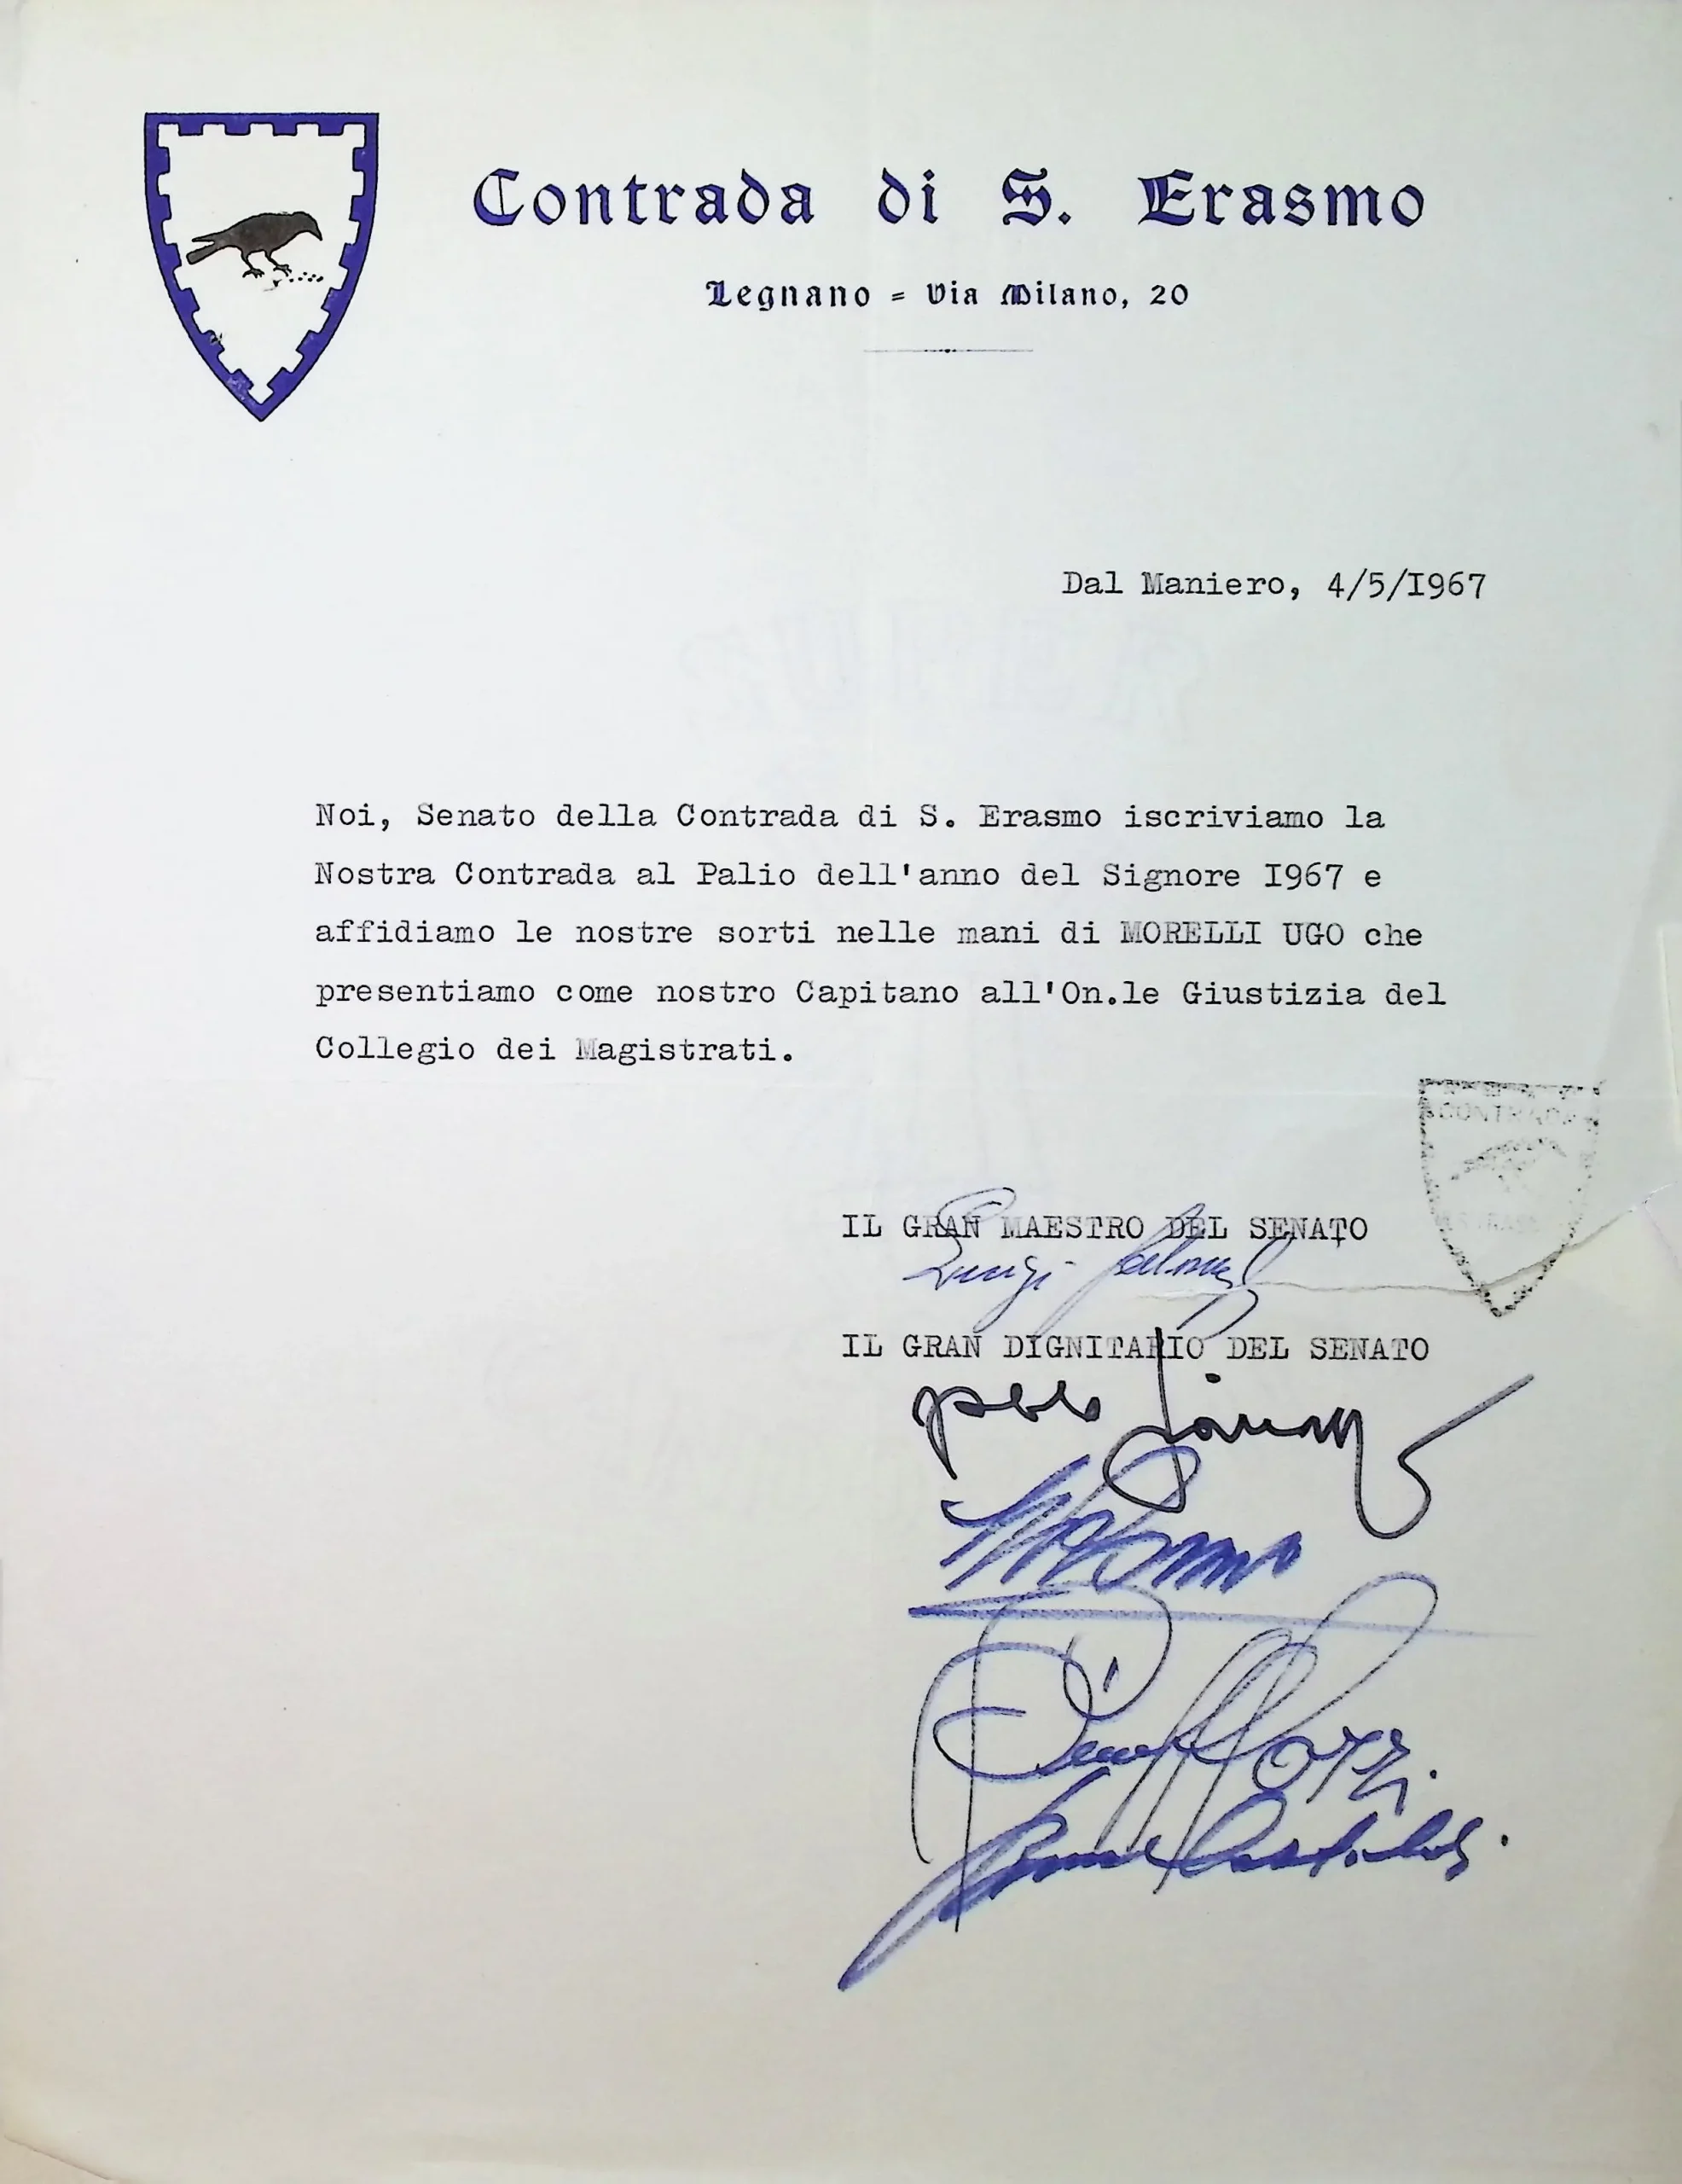 Contrada di S. Erasmo
Legnano = Via Milano, 20
Dal Maniero, 4/5/I967
Noi, Senato della Contrada di S. Erasmo iscriviamo la
Nostra Contrada al Palio dell'anno del Signore I967 e
affidiamo le nostre sorti nelle mani di MORELLI UGO che
presentiamo come nostro Capitano all'On.le Giustizia del
Collegio dei Magistrati.
CONTRADA
IL GRAN MAESTRO DEL SENATO
Luigi
IL GRAN DIGNITARIO DEL SENATO